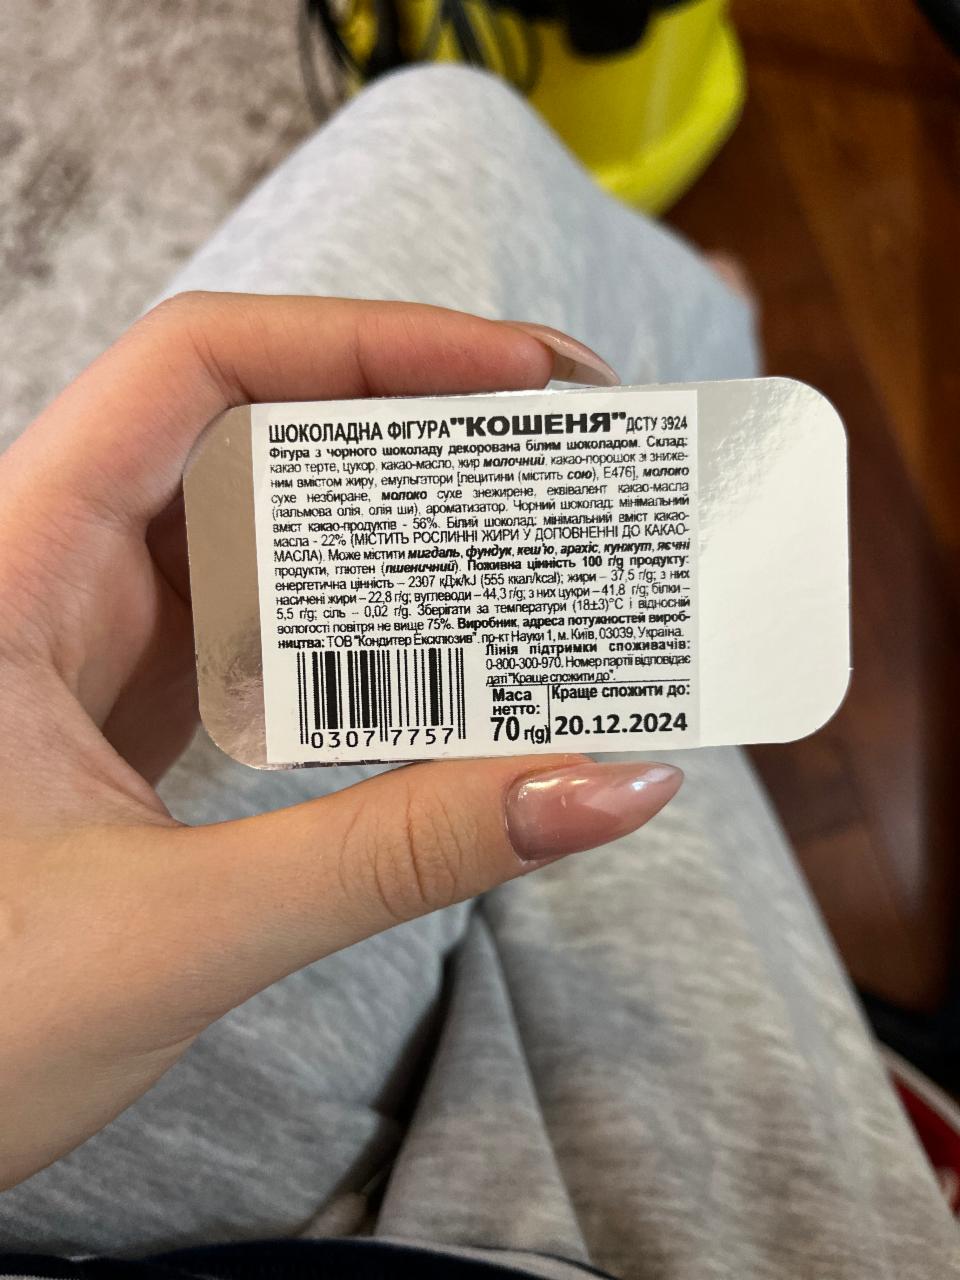 ШОКОЛАДНА ФІГУРА "КОШЕНЯ" ДСТУ 3924
Фігура з чорного шоколаду декорована білим шоколадом. Склад:
какао терте, цукор, какао-масло, жир молочний, какао-порошок зі зниже-
ним вмістом жиру, емульгатори [лецитини (містить сою), Е476], молоко
сухе незбиране, молоко сухе знежирене, еквівалент какао-масла
(пальмова олія, олія ши), ароматизатор. Чорний шоколад: мінімальний
вміст какао-продуктів - 56%. Білий шоколад: мінімальний вміст какао-
масла - 22% (МІСТИТЬ РОСЛИННІ ЖИРИ У ДОПОВНЕННІ ДО КАКАО-
МАСЛА). Може містити мигдаль, фундук, кеш'ю, арахіс, кунжут, яєчні
продукти, глютен (пшеничний). Поживна цінність 100 г/g продукту:
енергетична цінність – 2307 кДж/kJ (555 ккал/kcal); жири – 37,5 г/g; з них
насичені жири – 22,8 г/g; вуглеводи – 44,3 г/g; з них цукри – 41,8 г/g; білки –
5,5 г/g; сіль – 0,02 г/g. Зберігати за температури (18±3)°С і відносній
вологості повітря не вище 75%. Виробник, адреса потужностей вироб-
ництва: ТОВ "Кондитер Ексклюзив", пр-кт Науки 1, м. Київ, 03039, Україна.
Лінія підтримки споживачів:
0-800-300-970. Номер партії відповідає
даті "Краще спожити до".
Маса
нетто:
70 г(g)
Краще спожити до:
20.12.2024
0307 7757